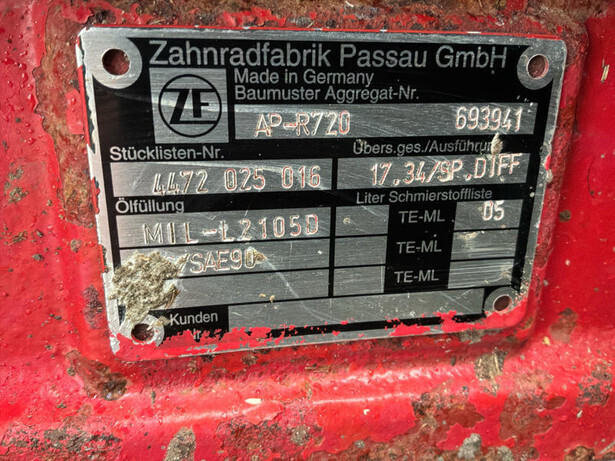 Zahnradfabrik Passau GmbH
ZF
Made in Germany
Baumuster Aggregat-Nr.
AP-R720 693941
Stücklisten-Nr. Übers.ges./Ausführung
4472 025 016 17.34/SP.DIFF
Ölfüllung Liter Schmierstoffliste
MIL-L2105D TE-ML 05
/SAE90 TE-ML
TE-ML
Kunden